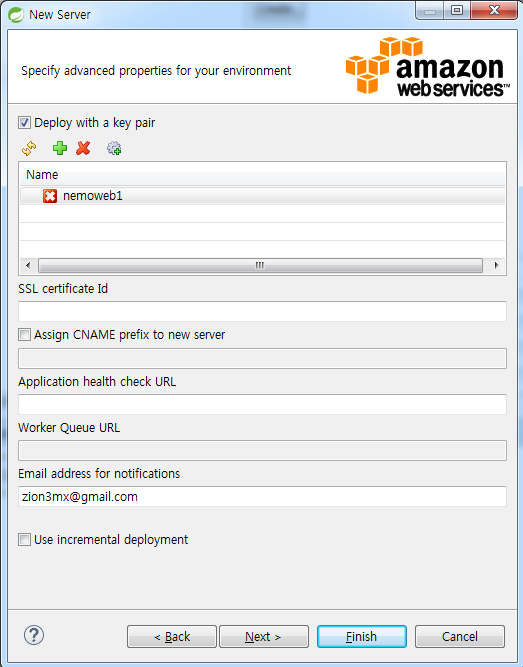 New Server
Specify advanced properties for your environment
amazon
web services™
Deploy with a key pair
Name
nemoweb1
SSL certificate Id
Assign CNAME prefix to new server
Application health check URL
Worker Queue URL
Email address for notifications
zion3mx@gmail.com
Use incremental deployment
?
< Back
Next >
Finish
Cancel